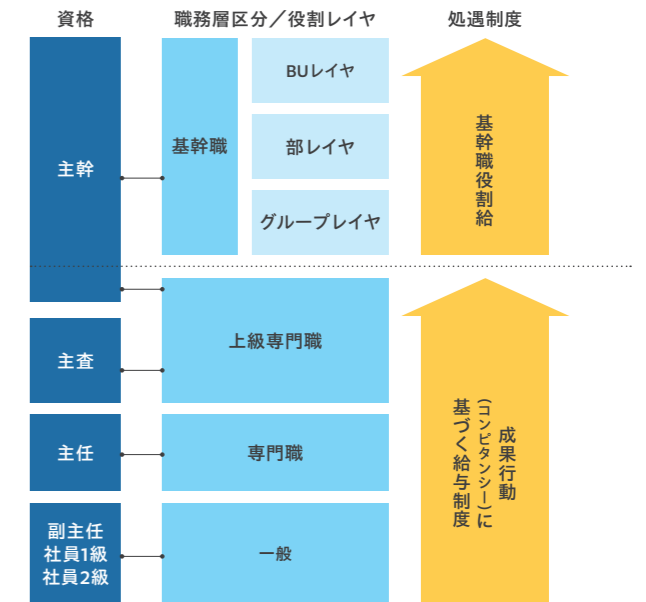 資格
職務層区分／役割レイヤ
処遇制度
主幹
基幹職
BUレイヤ
部レイヤ
グループレイヤ
基幹職役割給
上級専門職
主査
主任
専門職
副主任
社員1級
社員2級
一般
成果行動
(コンピタンシー)に
基づく給与制度